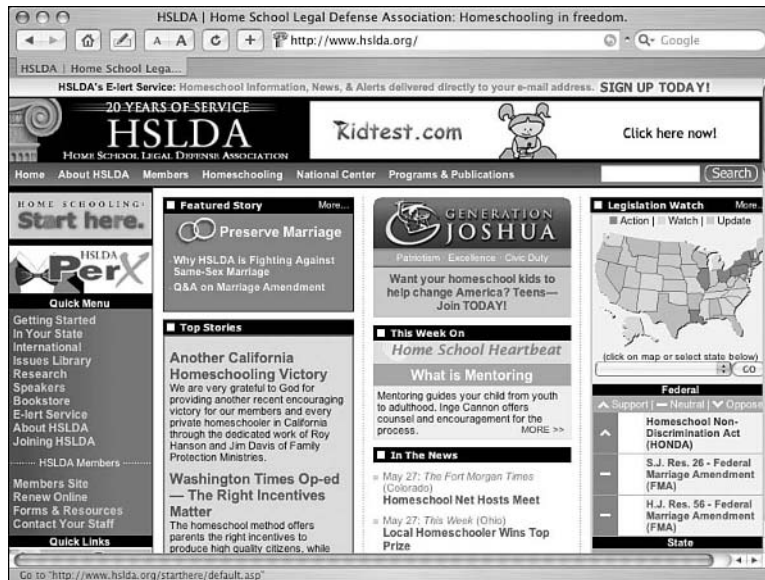 HSLDA | Home School Legal Defense Association: Homeschooling in freedom.
A A
http://www.hslda.org/
Google
HSLDA | Home School Lega...
HSLDA's E-lert Service: Homeschool Information, News, & Alerts delivered directly to your e-mail address. SIGN UP TODAY!
20 YEARS OF SERVICE
HSLDA
HOME SCHOOL LEGAL DEFENSE ASSOCIATION
Kidtest.com
Click here now!
Home About HSLDA Members Homeschooling National Center Programs & Publications
Search
HOME SCHOOLING:
Start here.
HSLDA
PerX
Quick Menu
Getting Started
In Your State
International
Issues Library
Research
Speakers
Bookstore
E-lert Service
About HSLDA
Joining HSLDA
HSLDA Members
Members Site
Renew Online
Forms & Resources
Contact Your Staff
Quick Links
Featured Story More...
Preserve Marriage
Why HSLDA is Fighting Against
Same-Sex Marriage
Q&A on Marriage Amendment
Top Stories
Another California
Homeschooling Victory
We are very grateful to God for
providing another recent encouraging
victory for our members and every
private homeschooler in California
through the dedicated work of Roy
Hanson and Jim Davis of Family
Protection Ministries.
Washington Times Op-ed
— The Right Incentives
Matter
The homeschool method offers
parents the right incentives to
produce high quality citizens, while
GENERATION
JOSHUA
Patriotism · Excellence · Civic Duty
Want your homeschool kids to
help change America? Teens—
Join TODAY!
This Week On
Home School Heartbeat
What is Mentoring
Mentoring guides your child from youth
to adulthood. Inge Cannon offers
counsel and encouragement for the
process. MORE >>
In The News
May 27: The Fort Morgan Times
(Colorado)
Homeschool Net Hosts Meet
May 27: This Week (Ohio)
Local Homeschooler Wins Top
Prize
Legislation Watch More...
Action | Watch | Update
(click on map or select state below)
GO
Federal
Support | Neutral | Oppose
Homeschool Non-
Discrimination Act
(HONDA)
S.J. Res. 26 - Federal
Marriage Amendment
(FMA)
H.J. Res. 56 - Federal
Marriage Amendment
(FMA)
State
Go to "http://www.hslda.org/starthere/default.asp"